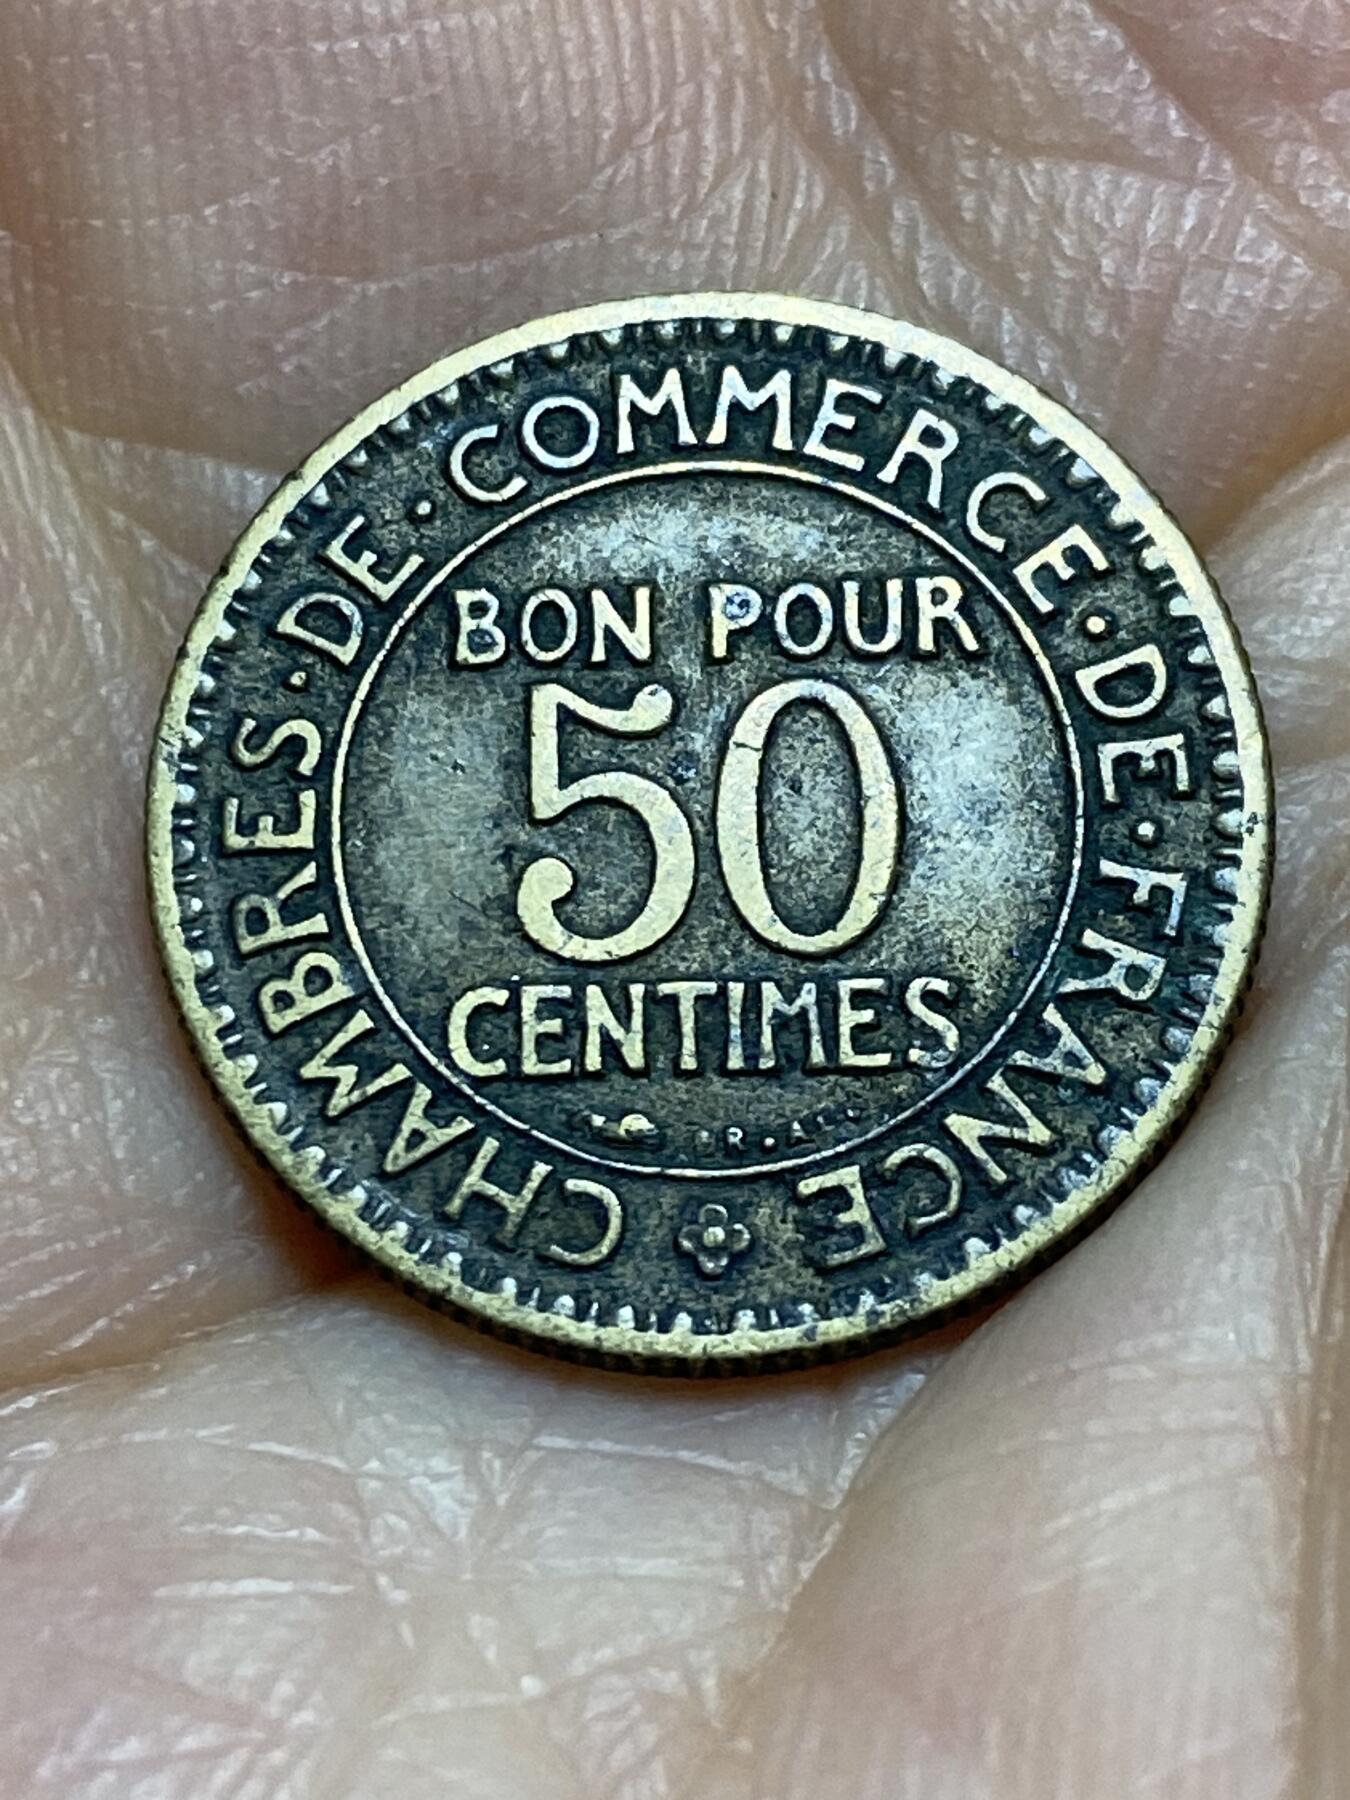 CHAMBRES·DE·COMMERCE·DE·FRANCE
BON POUR
50
CENTIMES